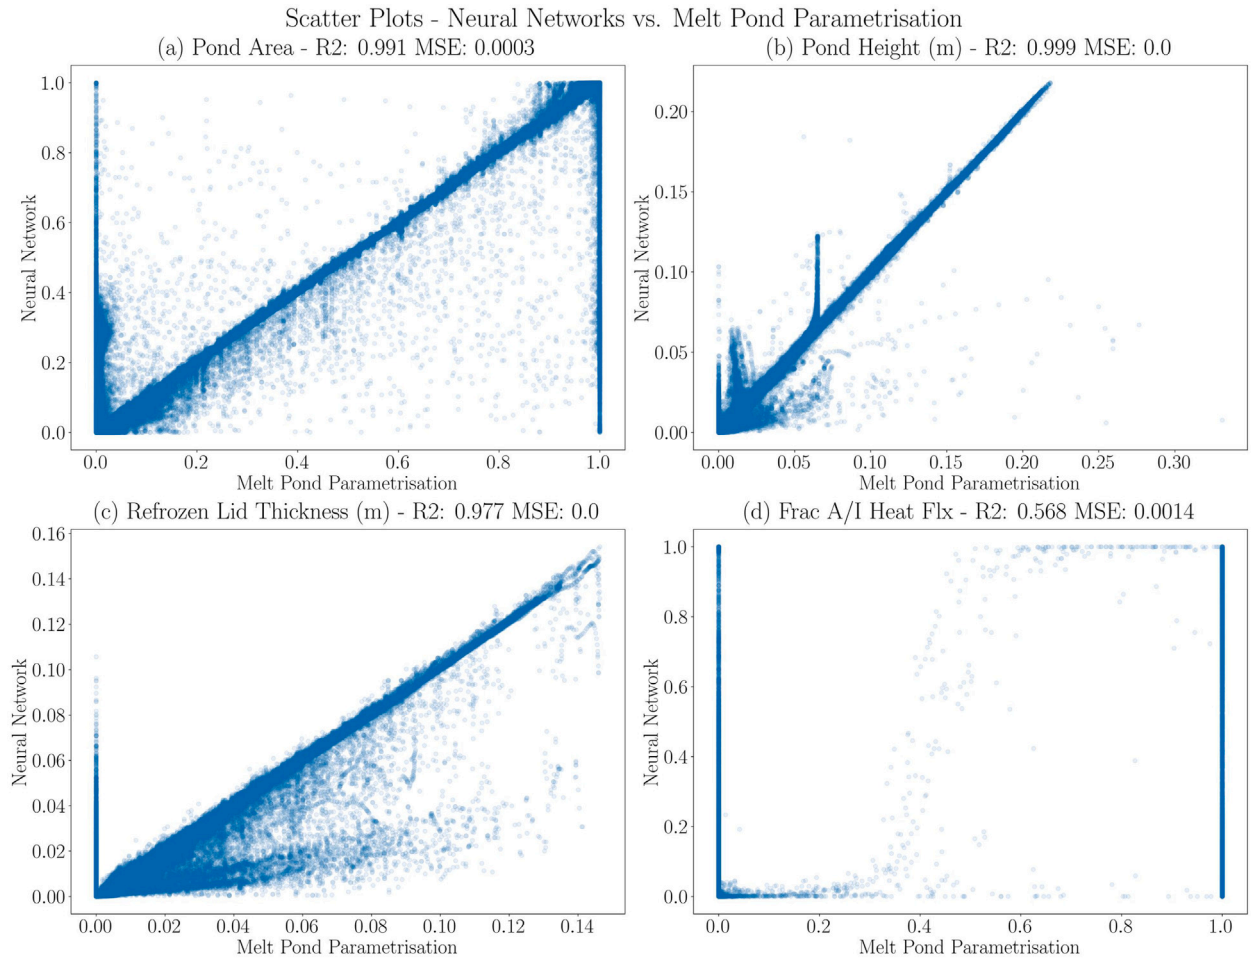 Scatter Plots - Neural Networks vs. Melt Pond Parametrisation
(a) Pond Area - R2: 0.991 MSE: 0.0003
1.0
0.8
0.6
0.4
0.2
0.0
Neural Network
0.0 0.2 0.4 0.6 0.8 1.0
Melt Pond Parametrisation
(b) Pond Height (m) - R2: 0.999 MSE: 0.0
0.20
0.15
0.10
0.05
0.00
Neural Network
0.00 0.05 0.10 0.15 0.20 0.25 0.30
Melt Pond Parametrisation
(c) Refrozen Lid Thickness (m) - R2: 0.977 MSE: 0.0
0.16
0.14
0.12
0.10
0.08
0.06
0.04
0.02
0.00
Neural Network
0.00 0.02 0.04 0.06 0.08 0.10 0.12 0.14
Melt Pond Parametrisation
(d) Frac A/I Heat Flx - R2: 0.568 MSE: 0.0014
1.0
0.8
0.6
0.4
0.2
0.0
Neural Network
0.0 0.2 0.4 0.6 0.8 1.0
Melt Pond Parametrisation